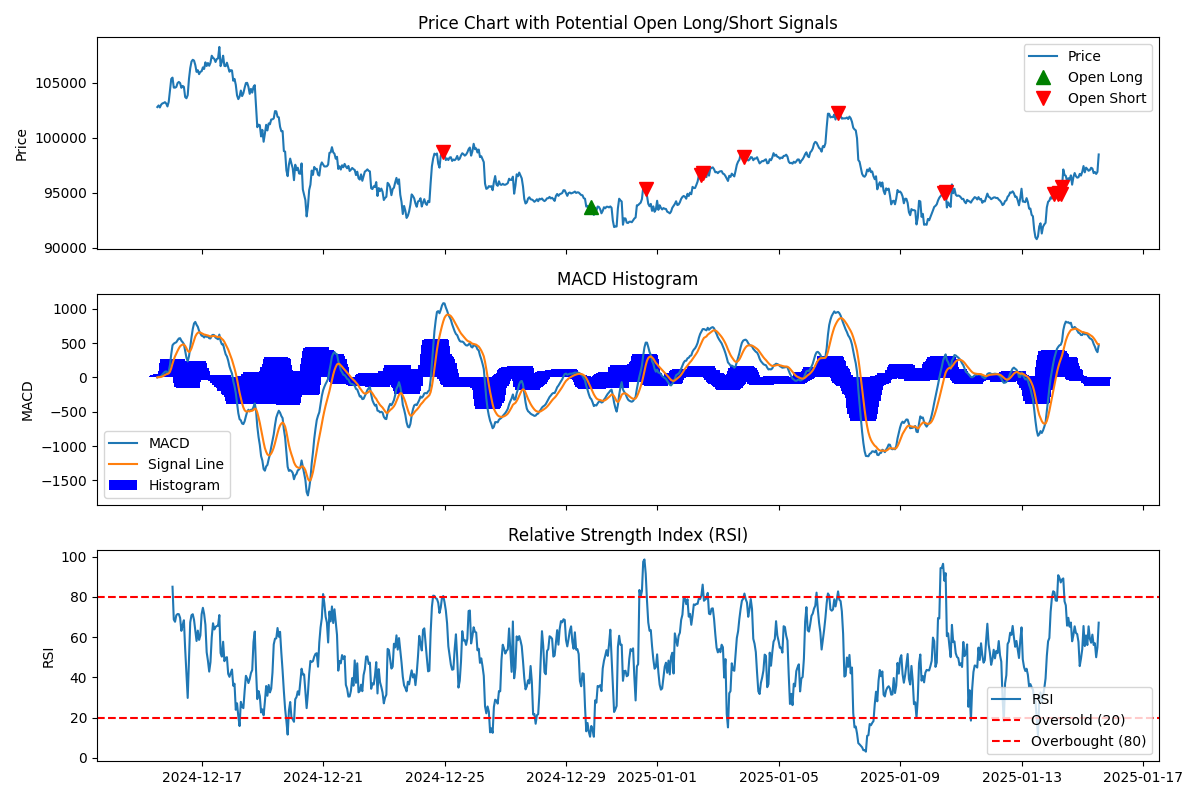 Price Chart with Potential Open Long/Short Signals
Price
105000
100000
95000
90000
Price
Open Long
Open Short
MACD Histogram
MACD
1000
500
0
−500
−1000
−1500
MACD
Signal Line
Histogram
Relative Strength Index (RSI)
RSI
100
80
60
40
20
0
RSI
Oversold (20)
Overbought (80)
2024-12-17
2024-12-21
2024-12-25
2024-12-29
2025-01-01
2025-01-05
2025-01-09
2025-01-13
2025-01-17